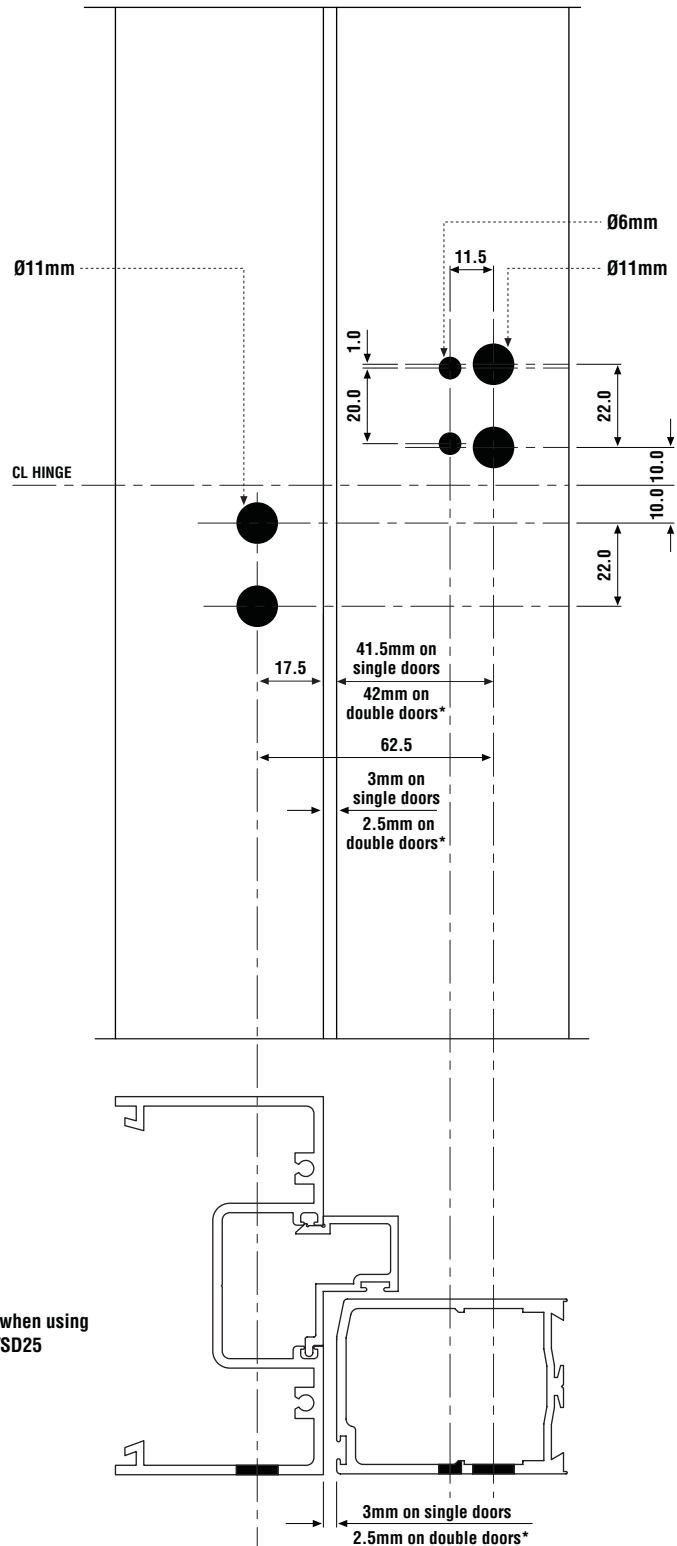 Ø6mm
11.5
Ø11mm
Ø11mm
1.0
20.0
22.0
10.0
CL HINGE
10.0
22.0
17.5
41.5mm on
single doors
42mm on
double doors*
62.5
3mm on
single doors
2.5mm on
double doors*
when using
3mm on single doors
2.5mm on double doors*